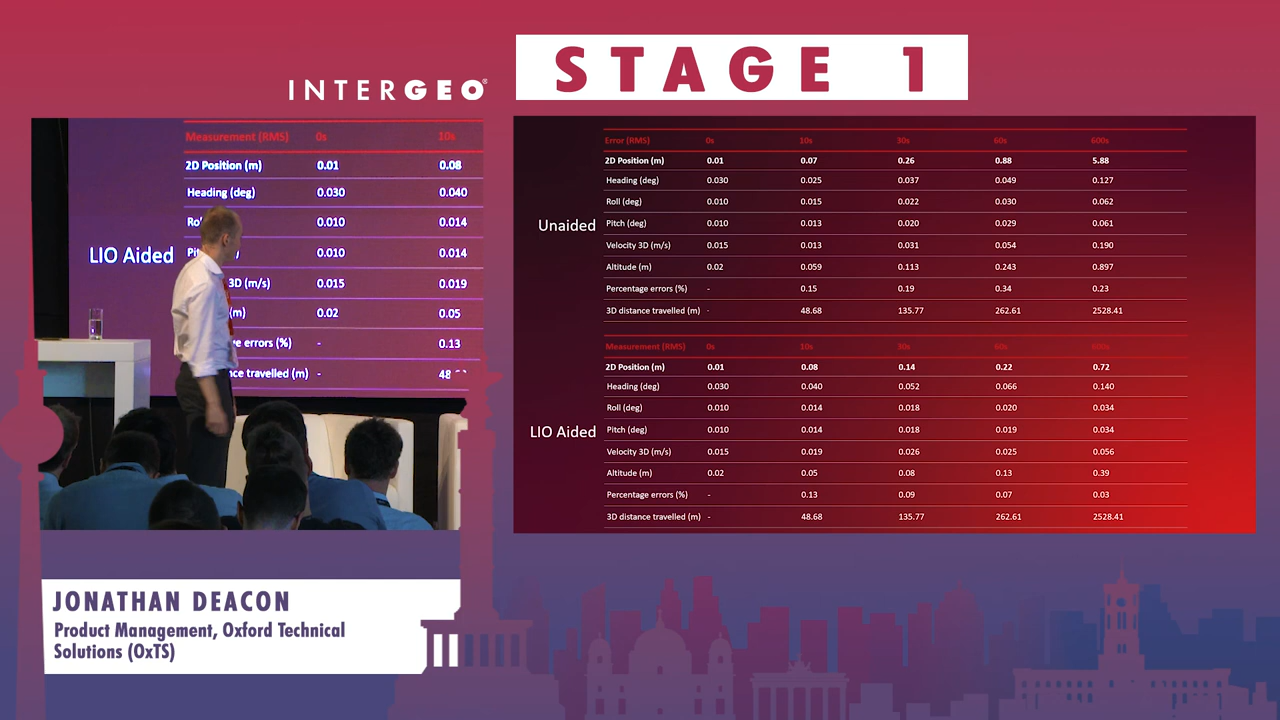 INTERGEO®
STAGE 1
Measurement (RMS) 0s 10s
2D Position (m) 0.01 0.08
Heading (deg) 0.030 0.040
0.010 0.014
LIO Aided
0.010 0.014
3D (m/s) 0.015 0.019
(m) 0.02 0.05
errors (%) - 0.13
travelled (m) -
Unaided
Error (RMS) 0s 10s 30s 60s 600s
2D Position (m) 0.01 0.07 0.26 0.88 5.88
Heading (deg) 0.030 0.025 0.037 0.049 0.127
Roll (deg) 0.010 0.015 0.022 0.030 0.062
Pitch (deg) 0.010 0.013 0.020 0.029 0.061
Velocity 3D (m/s) 0.015 0.013 0.031 0.054 0.190
Altitude (m) 0.02 0.059 0.113 0.243 0.897
Percentage errors (%) - 0.15 0.19 0.34 0.23
3D distance travelled (m) - 48.68 135.77 262.61 2528.41
LIO Aided
Measurement (RMS) 0s 10s 30s 60s 600s
2D Position (m) 0.01 0.08 0.14 0.22 0.72
Heading (deg) 0.030 0.040 0.052 0.066 0.140
Roll (deg) 0.010 0.014 0.018 0.020 0.034
Pitch (deg) 0.010 0.014 0.018 0.019 0.034
Velocity 3D (m/s) 0.015 0.019 0.026 0.025 0.056
Altitude (m) 0.02 0.05 0.08 0.13 0.39
Percentage errors (%) - 0.13 0.09 0.07 0.03
3D distance travelled (m) - 48.68 135.77 262.61 2528.41
JONATHAN DEACON
Product Management, Oxford Technical
Solutions (OxTS)